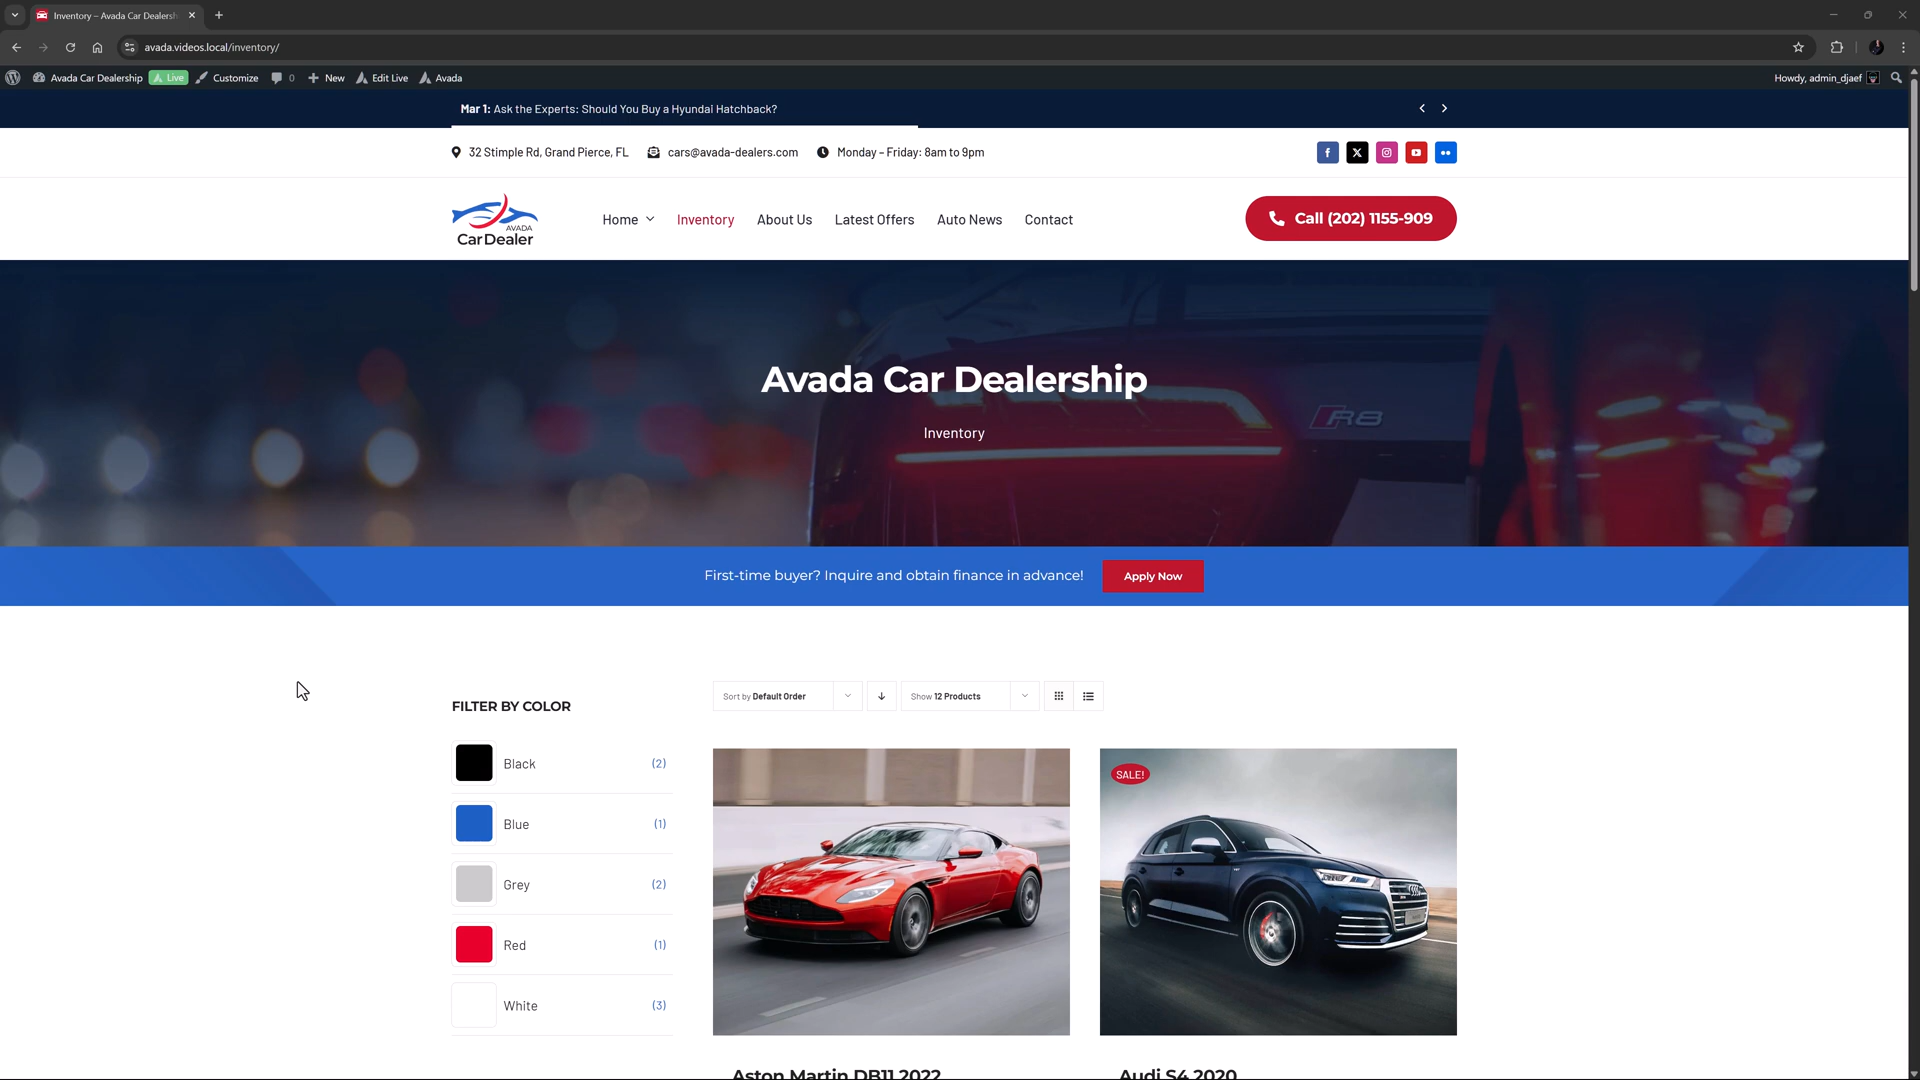 Inventory – Avada Car Dealersh
avada.videos.local/inventory/
Avada Car Dealership
Live
Customize
0
New
Edit Live
Avada
Howdy, admin_djaef
Mar 1: Ask the Experts: Should You Buy a Hyundai Hatchback?
32 Stimple Rd, Grand Pierce, FL
cars@avada-dealers.com
Monday – Friday: 8am to 9pm
AVADA
CarDealer
Home
Inventory
About Us
Latest Offers
Auto News
Contact
Call (202) 1155-909
Avada Car Dealership
R8
Inventory
First-time buyer? Inquire and obtain finance in advance!
Apply Now
FILTER BY COLOR
Sort by Default Order
Show 12 Products
Black
(2)
Blue
(1)
Grey
(2)
Red
(1)
White
(3)
SALE!
Aston Martin DB11 2022
Audi S4 2020